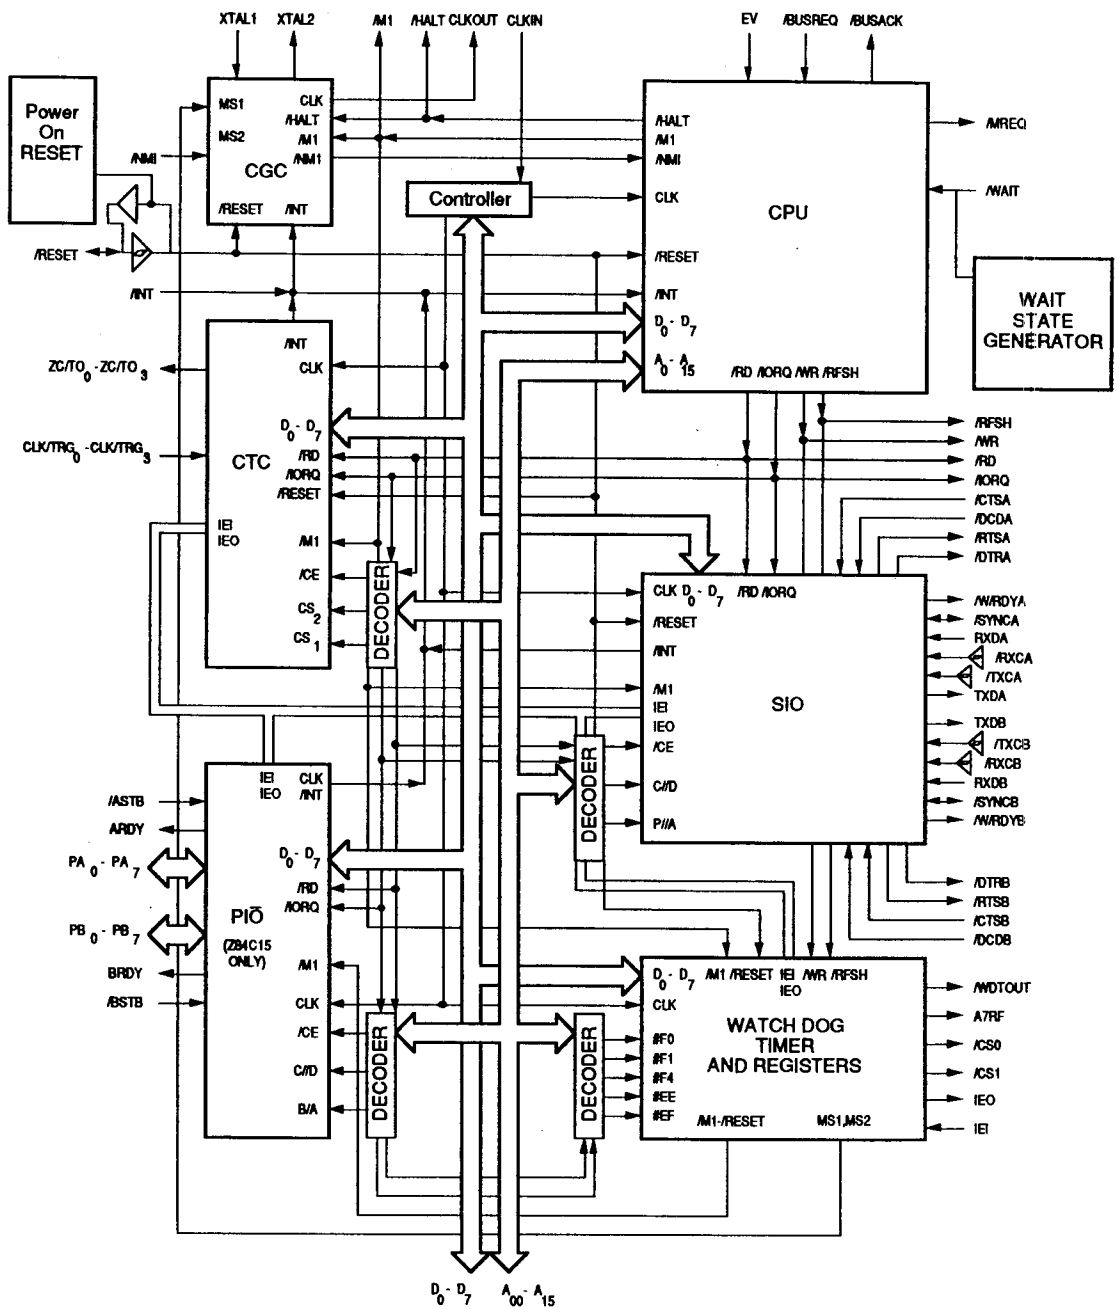 XTAL1 XTAL2 /M1 /HALT CLKOUT CLKIN EV /BUSREQ /BUSACK
Power
On
RESET
MS1
MS2
CLK
/HALT
/M1
/NM1
CGC
/RESET
/INT
/NMI
/RESET
/INT
Controller
/HALT
/M1
/NMI
CLK
CPU
/RESET
/INT
D0 - D7
A0 - A15
/RD /IORQ /WR /RFSH
/MREQ
/WAIT
WAIT
STATE
GENERATOR
ZC/TO0 - ZC/TO3
CLK/TRG0 - CLK/TRG3
/INT
CLK
D0 - D7
CTC
/RD
/IORQ
/RESET
IEI
IEO
/M1
/CE
CS2
CS1
DECODER
/RFSH
/WR
/RD
/IORQ
/CTSA
/DCDA
/RTSA
/DTRA
CLK D0 - D7 /RD /IORQ
/RESET
/INT
/M1
IEI
IEO
/CE
C//D
P//A
SIO
DECODER
/W/RDYA
/SYNCA
RXDA
/RXCA
/TXCA
TXDA
TXDB
/TXCB
/RXCB
RXDB
/SYNCB
/W/RDYB
/DTRB
/RTSB
/CTSB
/DCDB
/ASTB
ARDY
PA0 - PA7
PB0 - PB7
BRDY
/BSTB
IEI CLK
IEO /INT
D0 - D7
/RD
/IORQ
PIO
(Z84C15
ONLY)
/M1
CLK
/CE
C//D
B/A
DECODER
DECODER
D0 - D7 /M1 /RESET IEI /WR /RFSH
IEO
CLK
WATCH DOG
TIMER
AND REGISTERS
#F0
#F1
#F4
#EE
#EF
/M1-/RESET MS1,MS2
/WDTOUT
A7RF
/CS0
/CS1
IEO
IEI
D0 - D7 A00 - A15